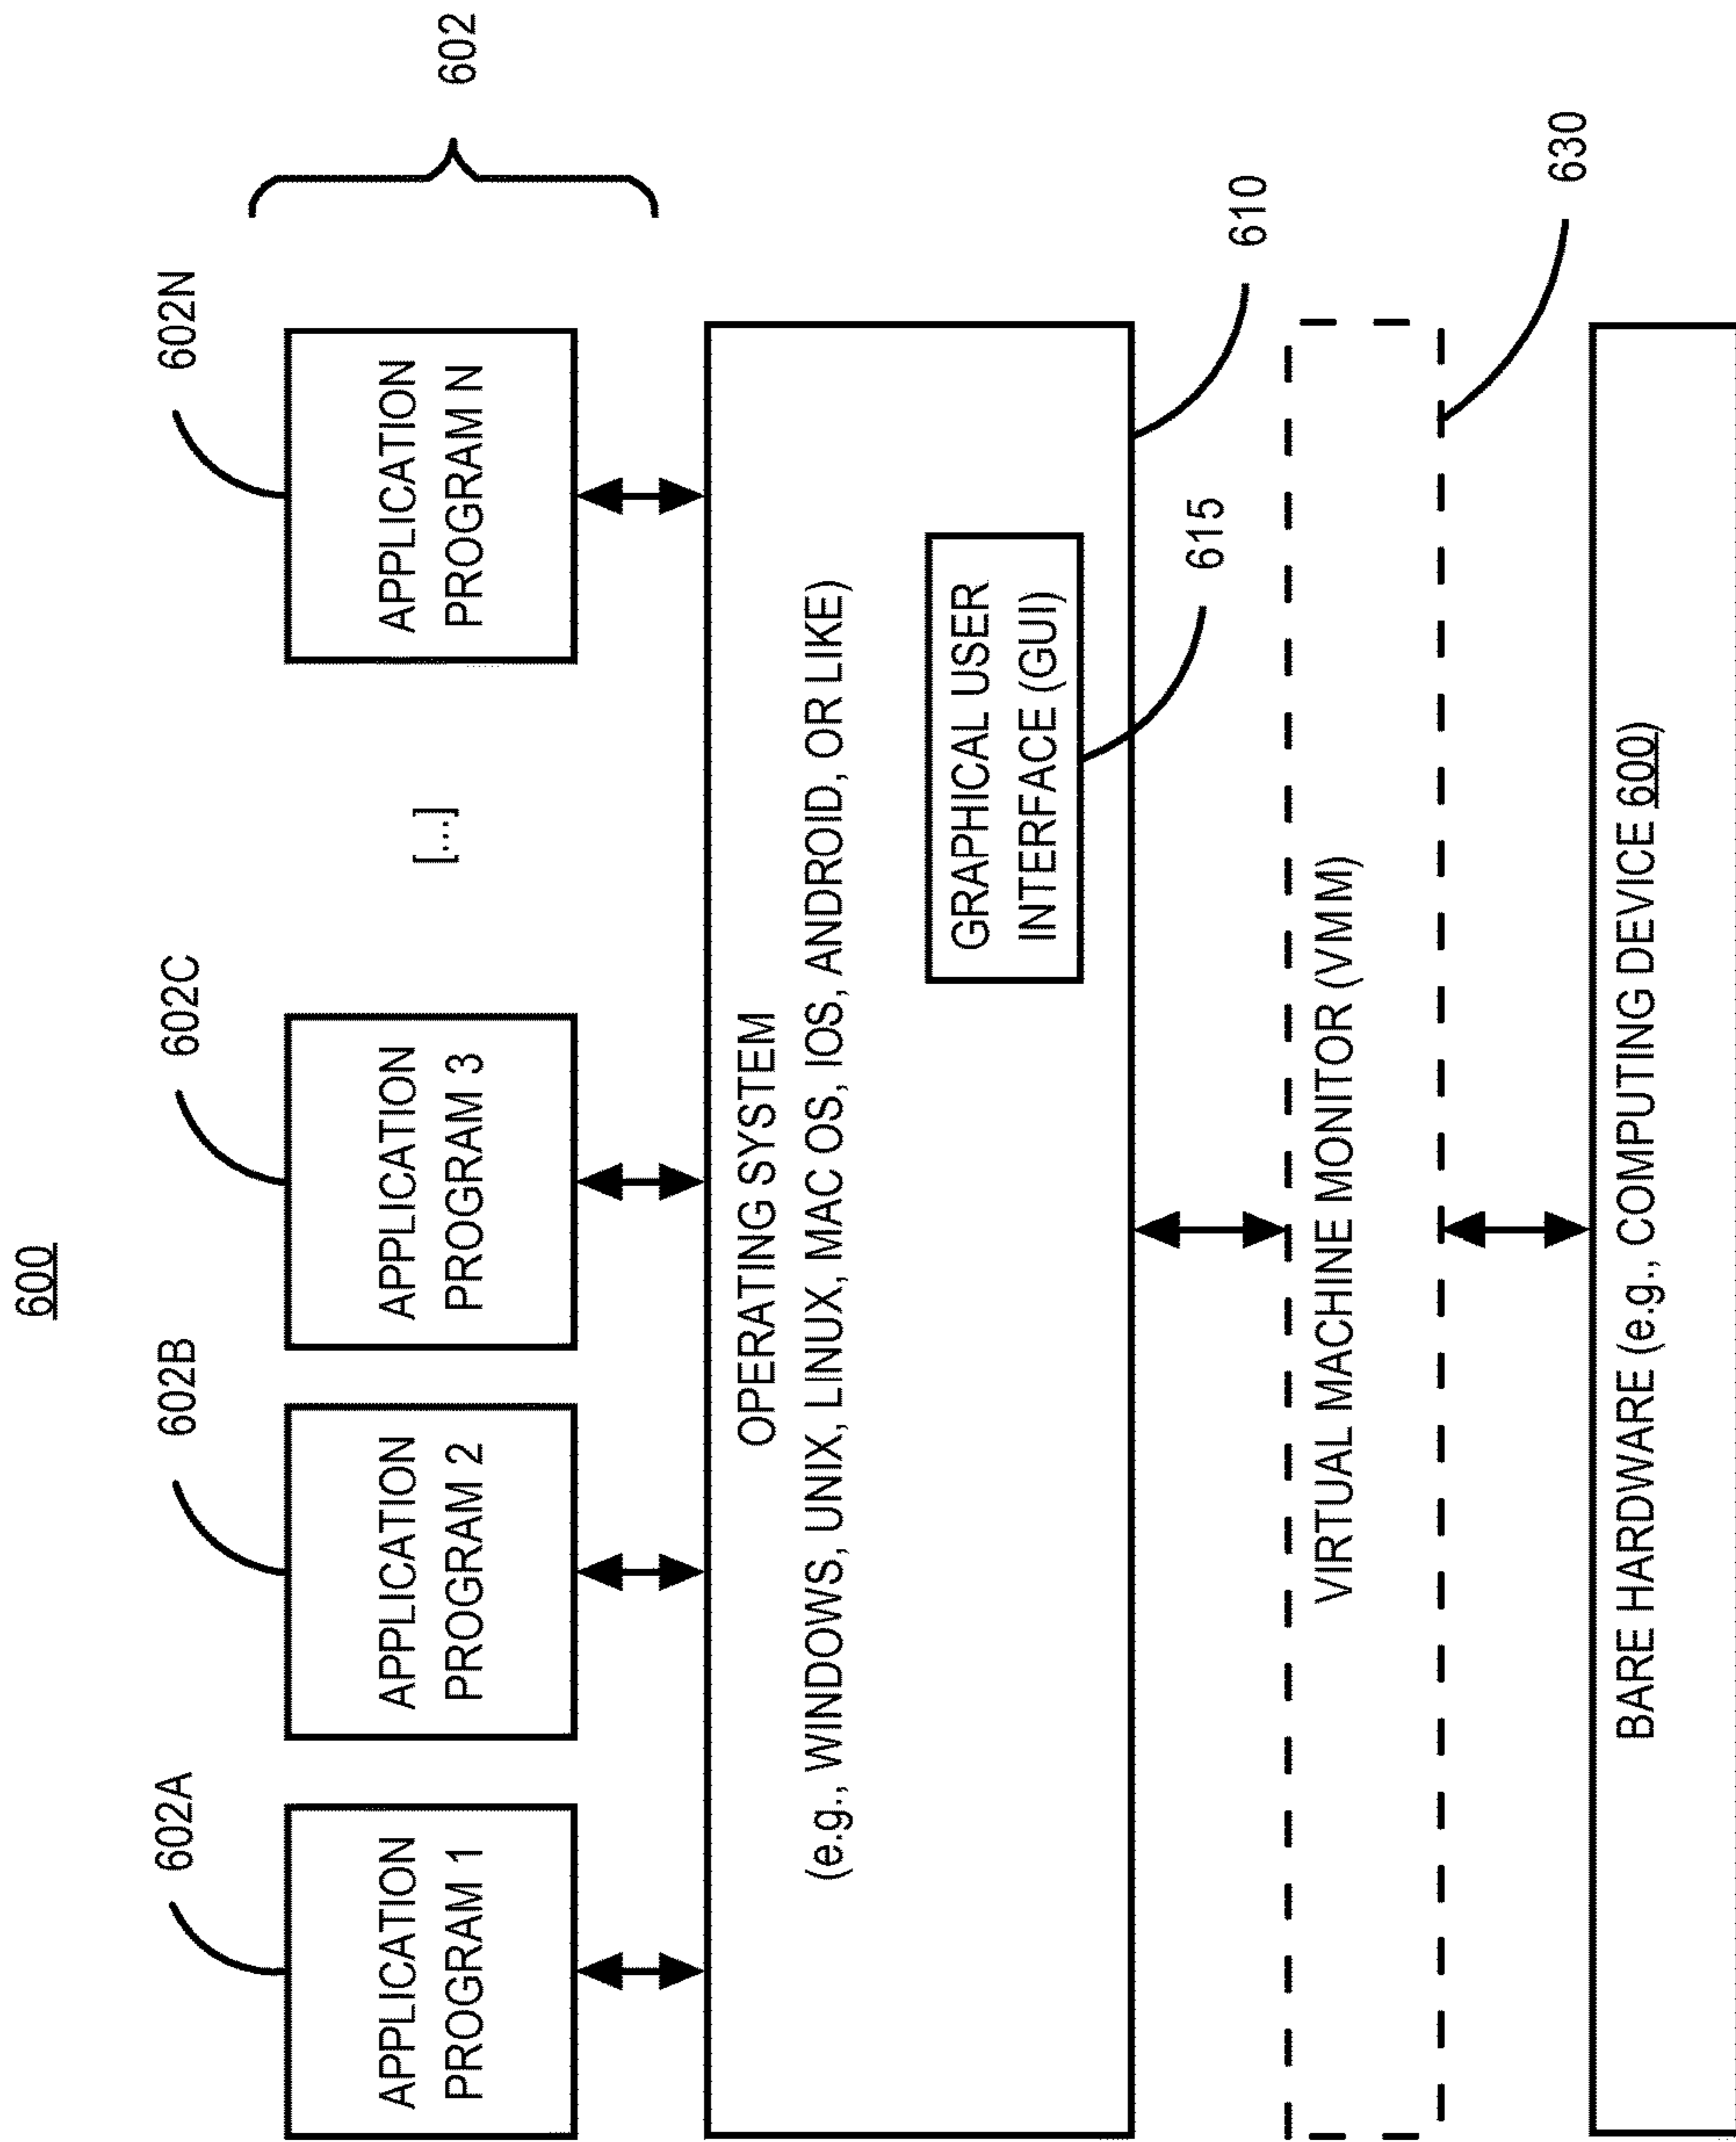 600
602A
602B
602C
602N
602
APPLICATION
PROGRAM 1
APPLICATION
PROGRAM 2
APPLICATION
PROGRAM 3
[...]
APPLICATION
PROGRAM N
OPERATING SYSTEM
(e.g., WINDOWS, UNIX, LINUX, MAC OS, IOS, ANDROID, OR LIKE)
GRAPHICAL USER
INTERFACE (GUI)
615
610
VIRTUAL MACHINE MONITOR (VMM)
630
BARE HARDWARE (e.g., COMPUTING DEVICE 600)